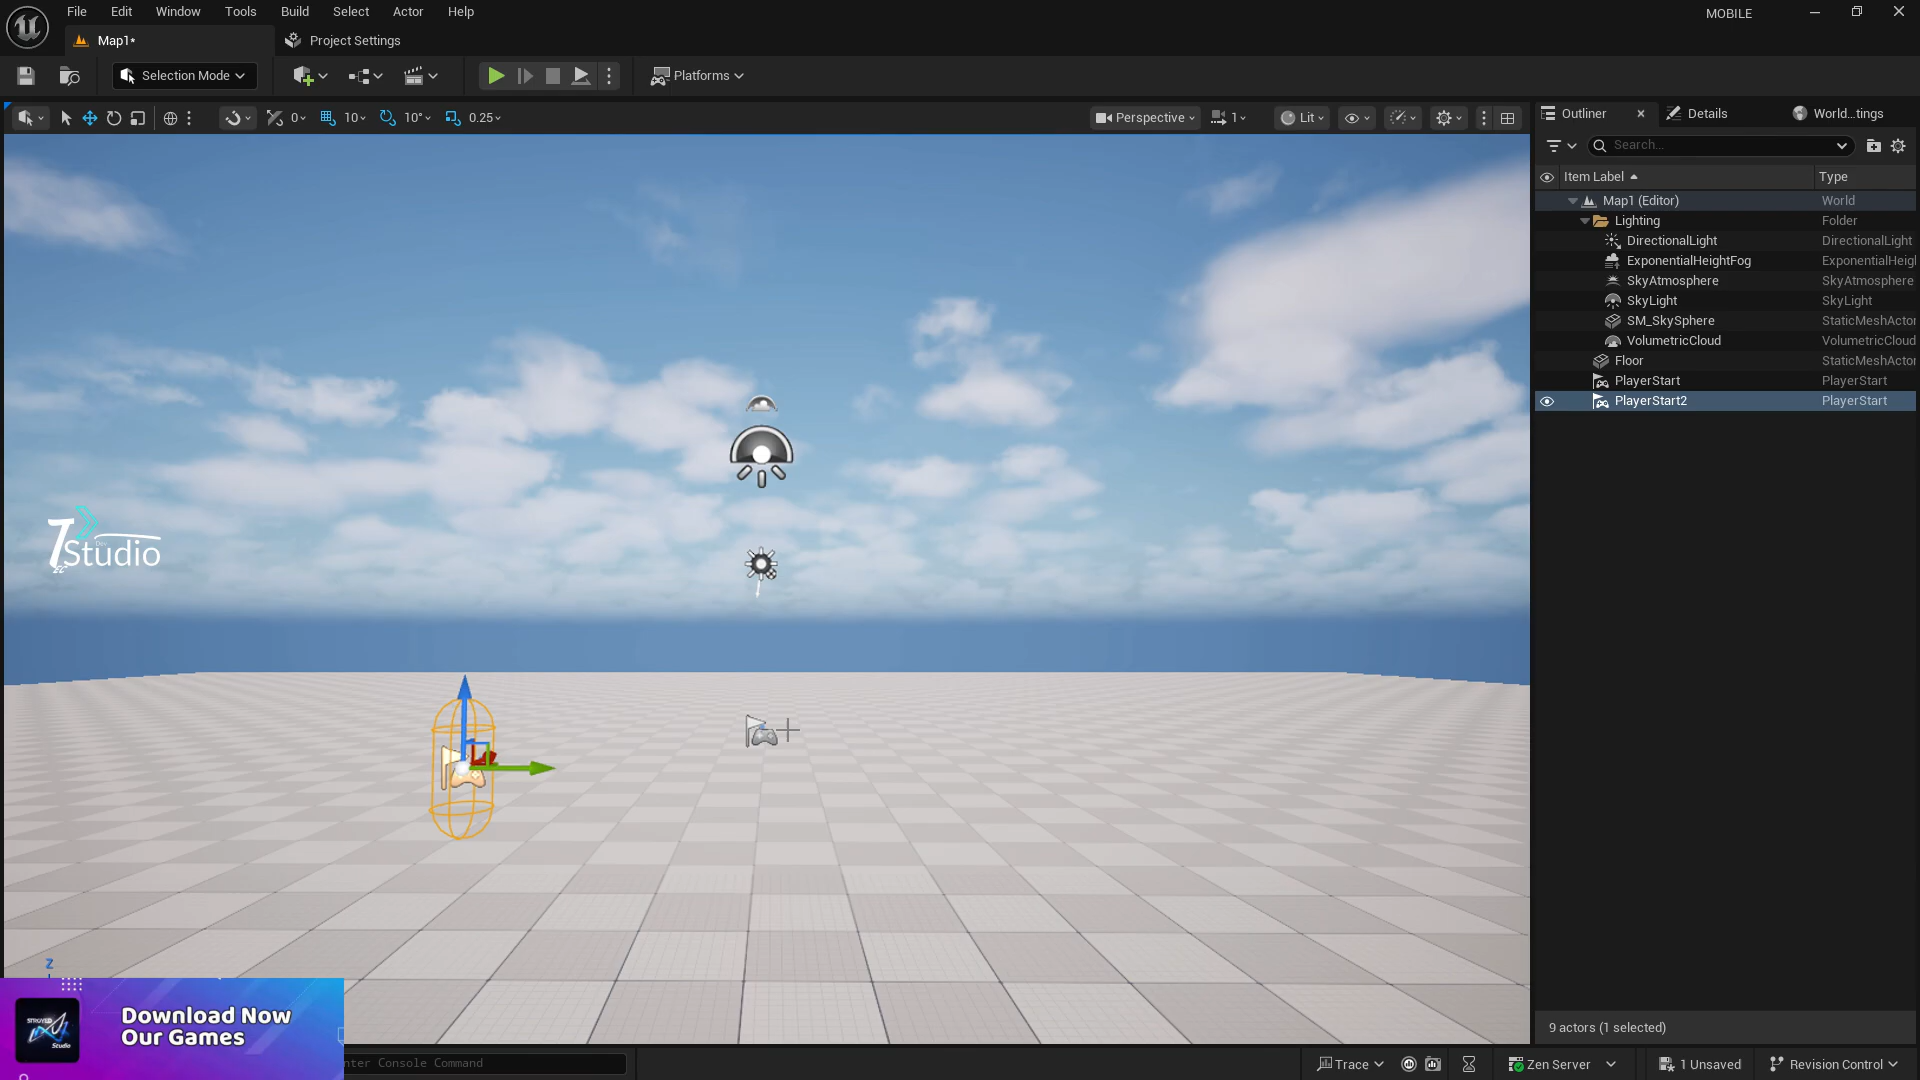 File Edit Window Tools Build Select Actor Help
MOBILE
Map1*
Project Settings
Selection Mode
Platforms
0
10
10°
0.25
Perspective
1
Lit
Outliner
Details
World...tings
Search...
Item Label
Type
Map1 (Editor) World
Lighting Folder
DirectionalLight DirectionalLight
ExponentialHeightFog ExponentialHeigl
SkyAtmosphere SkyAtmosphere
SkyLight SkyLight
SM_SkySphere StaticMeshActor
VolumetricCloud VolumetricCloud
Floor StaticMeshActor
PlayerStart PlayerStart
PlayerStart2 PlayerStart
Studio
Z
Download Now
Our Games
Studio
nter Console Command
9 actors (1 selected)
Trace
Zen Server
1 Unsaved
Revision Control